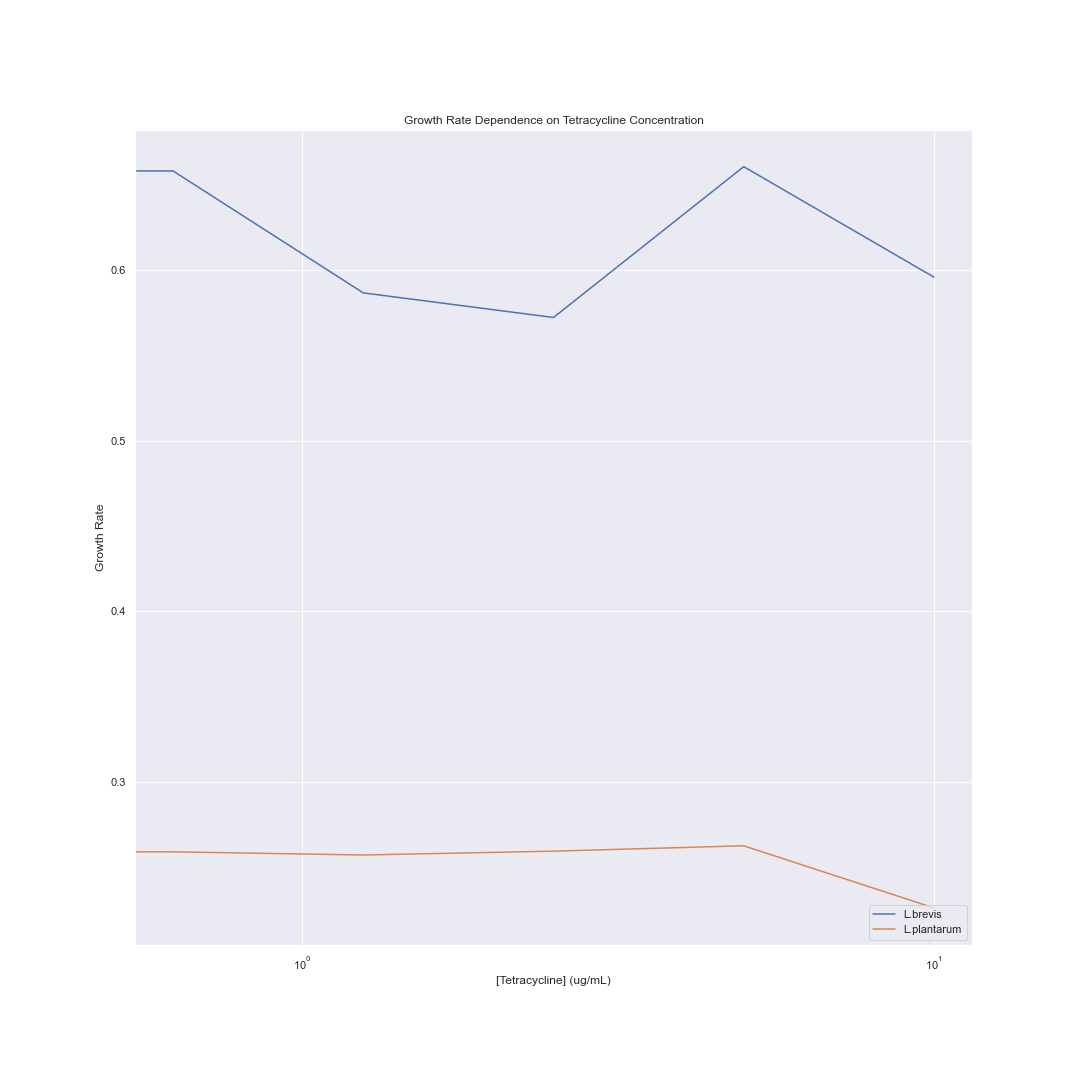 Growth Rate Dependence on Tetracycline Concentration
0.6
0.5
0.4
0.3
Growth Rate
L.brevis
L.plantarum
10⁰
10¹
[Tetracycline] (ug/mL)